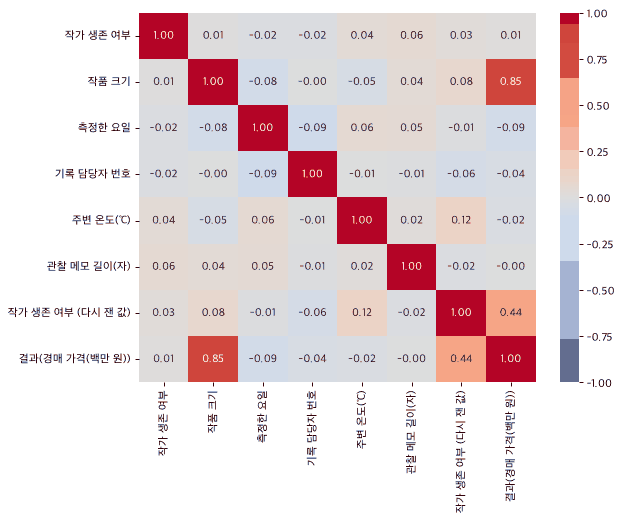 작가 생존 여부 1.00 0.01 -0.02 -0.02 0.04 0.06 0.03 0.01
작품 크기 0.01 1.00 -0.08 -0.00 -0.05 0.04 0.08 0.85
측정한 요일 -0.02 -0.08 1.00 -0.09 0.06 0.05 -0.01 -0.09
기록 담당자 번호 -0.02 -0.00 -0.09 1.00 -0.01 -0.01 -0.06 -0.04
주변 온도(℃) 0.04 -0.05 0.06 -0.01 1.00 0.02 0.12 -0.02
관찰 메모 길이(자) 0.06 0.04 0.05 -0.01 0.02 1.00 -0.02 -0.00
작가 생존 여부 (다시 잰 값) 0.03 0.08 -0.01 -0.06 0.12 -0.02 1.00 0.44
결과(경매 가격(백만 원)) 0.01 0.85 -0.09 -0.04 -0.02 -0.00 0.44 1.00
작가 생존 여부
작품 크기
측정한 요일
기록 담당자 번호
주변 온도(℃)
관찰 메모 길이(자)
작가 생존 여부 (다시 잰 값)
결과(경매 가격(백만 원))
1.00
0.75
0.50
0.25
0.00
-0.25
-0.50
-0.75
-1.00